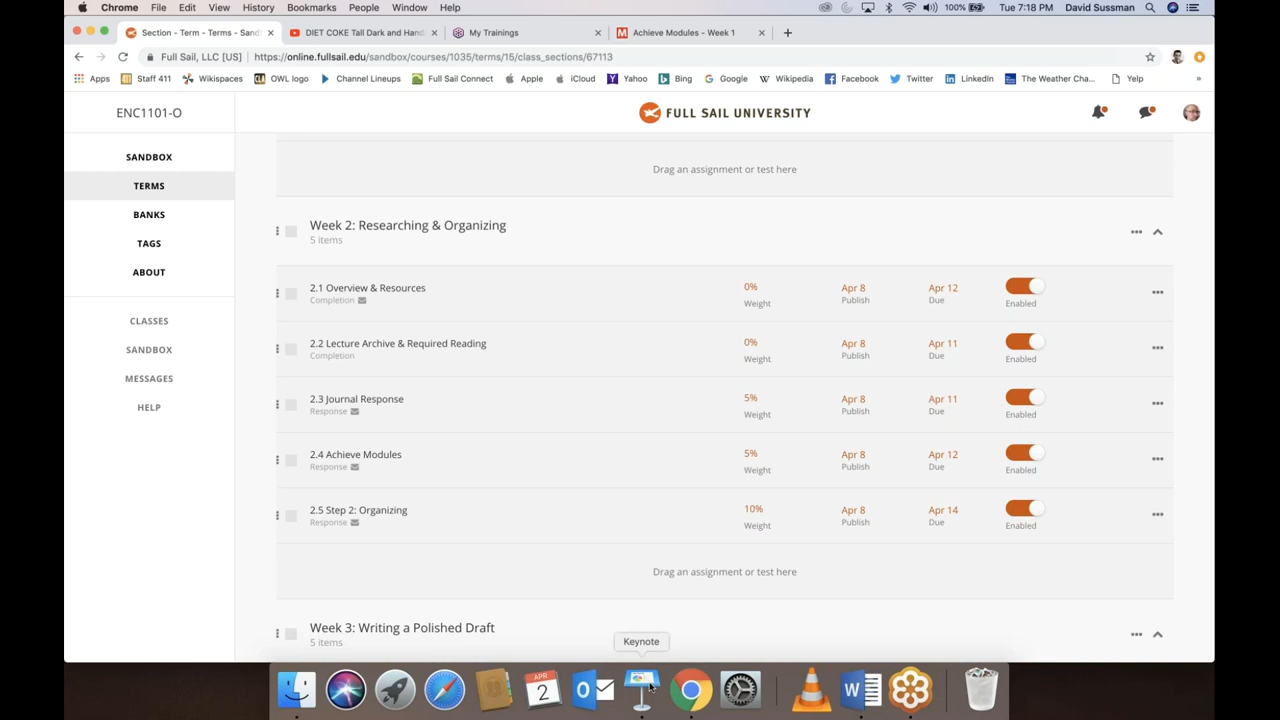 Chrome File Edit View History Bookmarks People Window Help 100% Tue 7:18 PM David Sussman
Section - Term - Terms - Sand DIET COKE Tall Dark and Hand My Trainings Achieve Modules - Week 1
Full Sail, LLC [US] https://online.fullsail.edu/sandbox/courses/1035/terms/15/class_sections/67113
Apps Staff 411 Wikispaces OWL logo Channel Lineups Full Sail Connect Apple iCloud Yahoo Bing Google Wikipedia Facebook Twitter LinkedIn The Weather Cha... Yelp »
ENC1101-O
FULL SAIL UNIVERSITY
SANDBOX
TERMS
BANKS
TAGS
ABOUT
CLASSES
SANDBOX
MESSAGES
HELP
Drag an assignment or test here
Week 2: Researching & Organizing
5 items
2.1 Overview & Resources 0% Apr 8 Apr 12
Completion Weight Publish Due Enabled
2.2 Lecture Archive & Required Reading 0% Apr 8 Apr 11
Completion Weight Publish Due Enabled
2.3 Journal Response 5% Apr 8 Apr 11
Response Weight Publish Due Enabled
2.4 Achieve Modules 5% Apr 8 Apr 12
Response Weight Publish Due Enabled
2.5 Step 2: Organizing 10% Apr 8 Apr 14
Response Weight Publish Due Enabled
Drag an assignment or test here
Week 3: Writing a Polished Draft
5 items
Keynote
APR
2